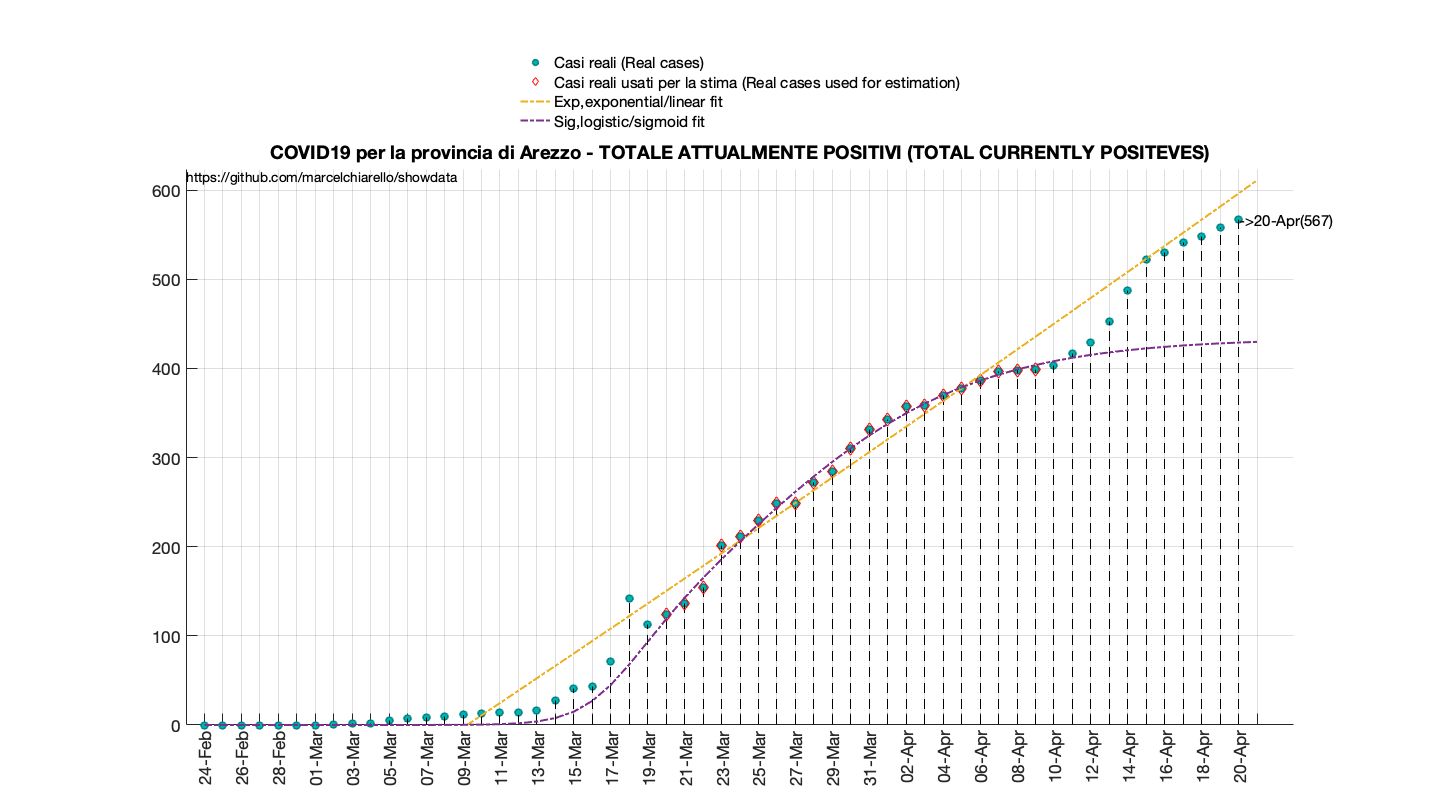 Casi reali (Real cases)
Casi reali usati per la stima (Real cases used for estimation)
Exp,exponential/linear fit
Sig,logistic/sigmoid fit
COVID19 per la provincia di Arezzo - TOTALE ATTUALMENTE POSITIVI (TOTAL CURRENTLY POSITEVES)
https://github.com/marcelchiarello/showdata
600
500
400
300
200
100
0
->20-Apr(567)
24-Feb
26-Feb
28-Feb
01-Mar
03-Mar
05-Mar
07-Mar
09-Mar
11-Mar
13-Mar
15-Mar
17-Mar
19-Mar
21-Mar
23-Mar
25-Mar
27-Mar
29-Mar
31-Mar
02-Apr
04-Apr
06-Apr
08-Apr
10-Apr
12-Apr
14-Apr
16-Apr
18-Apr
20-Apr